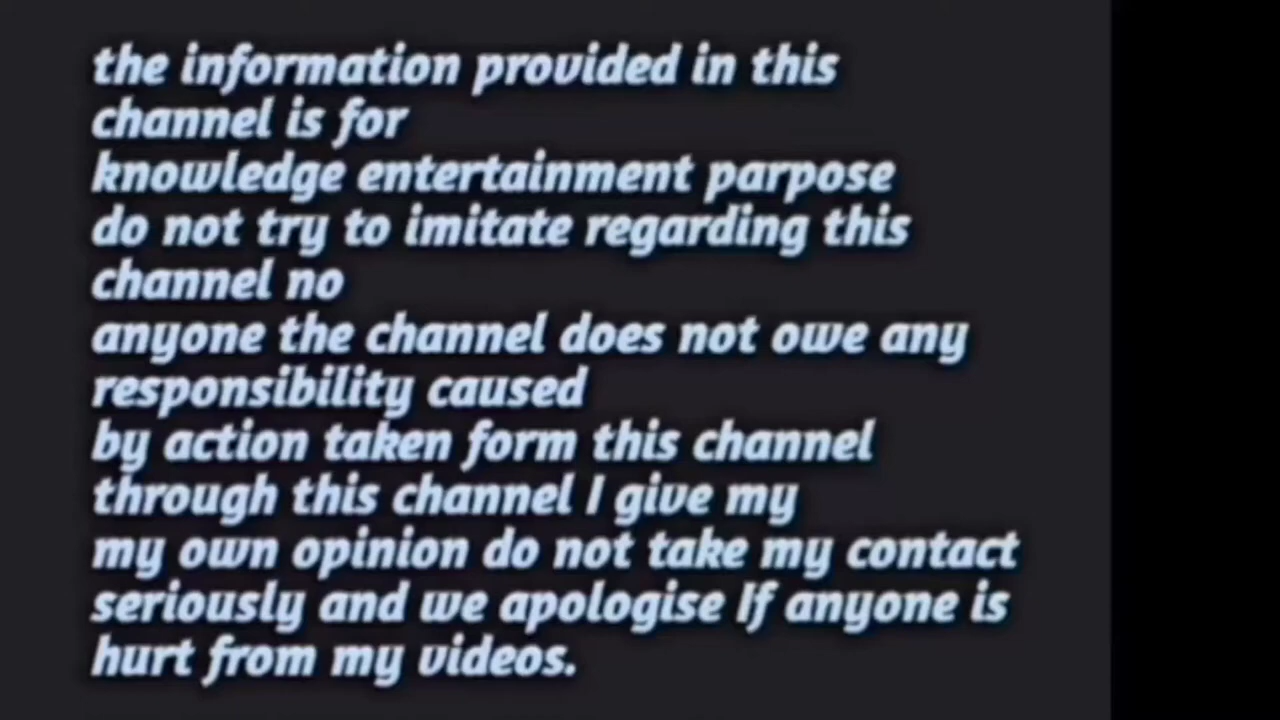 the information provided in this
channel is for
knowledge entertainment parpose
do not try to imitate regarding this
channel no
anyone the channel does not owe any
responsibility caused
by action taken form this channel
through this channel I give my
my own opinion do not take my contact
seriously and we apologise If anyone is
hurt from my videos.